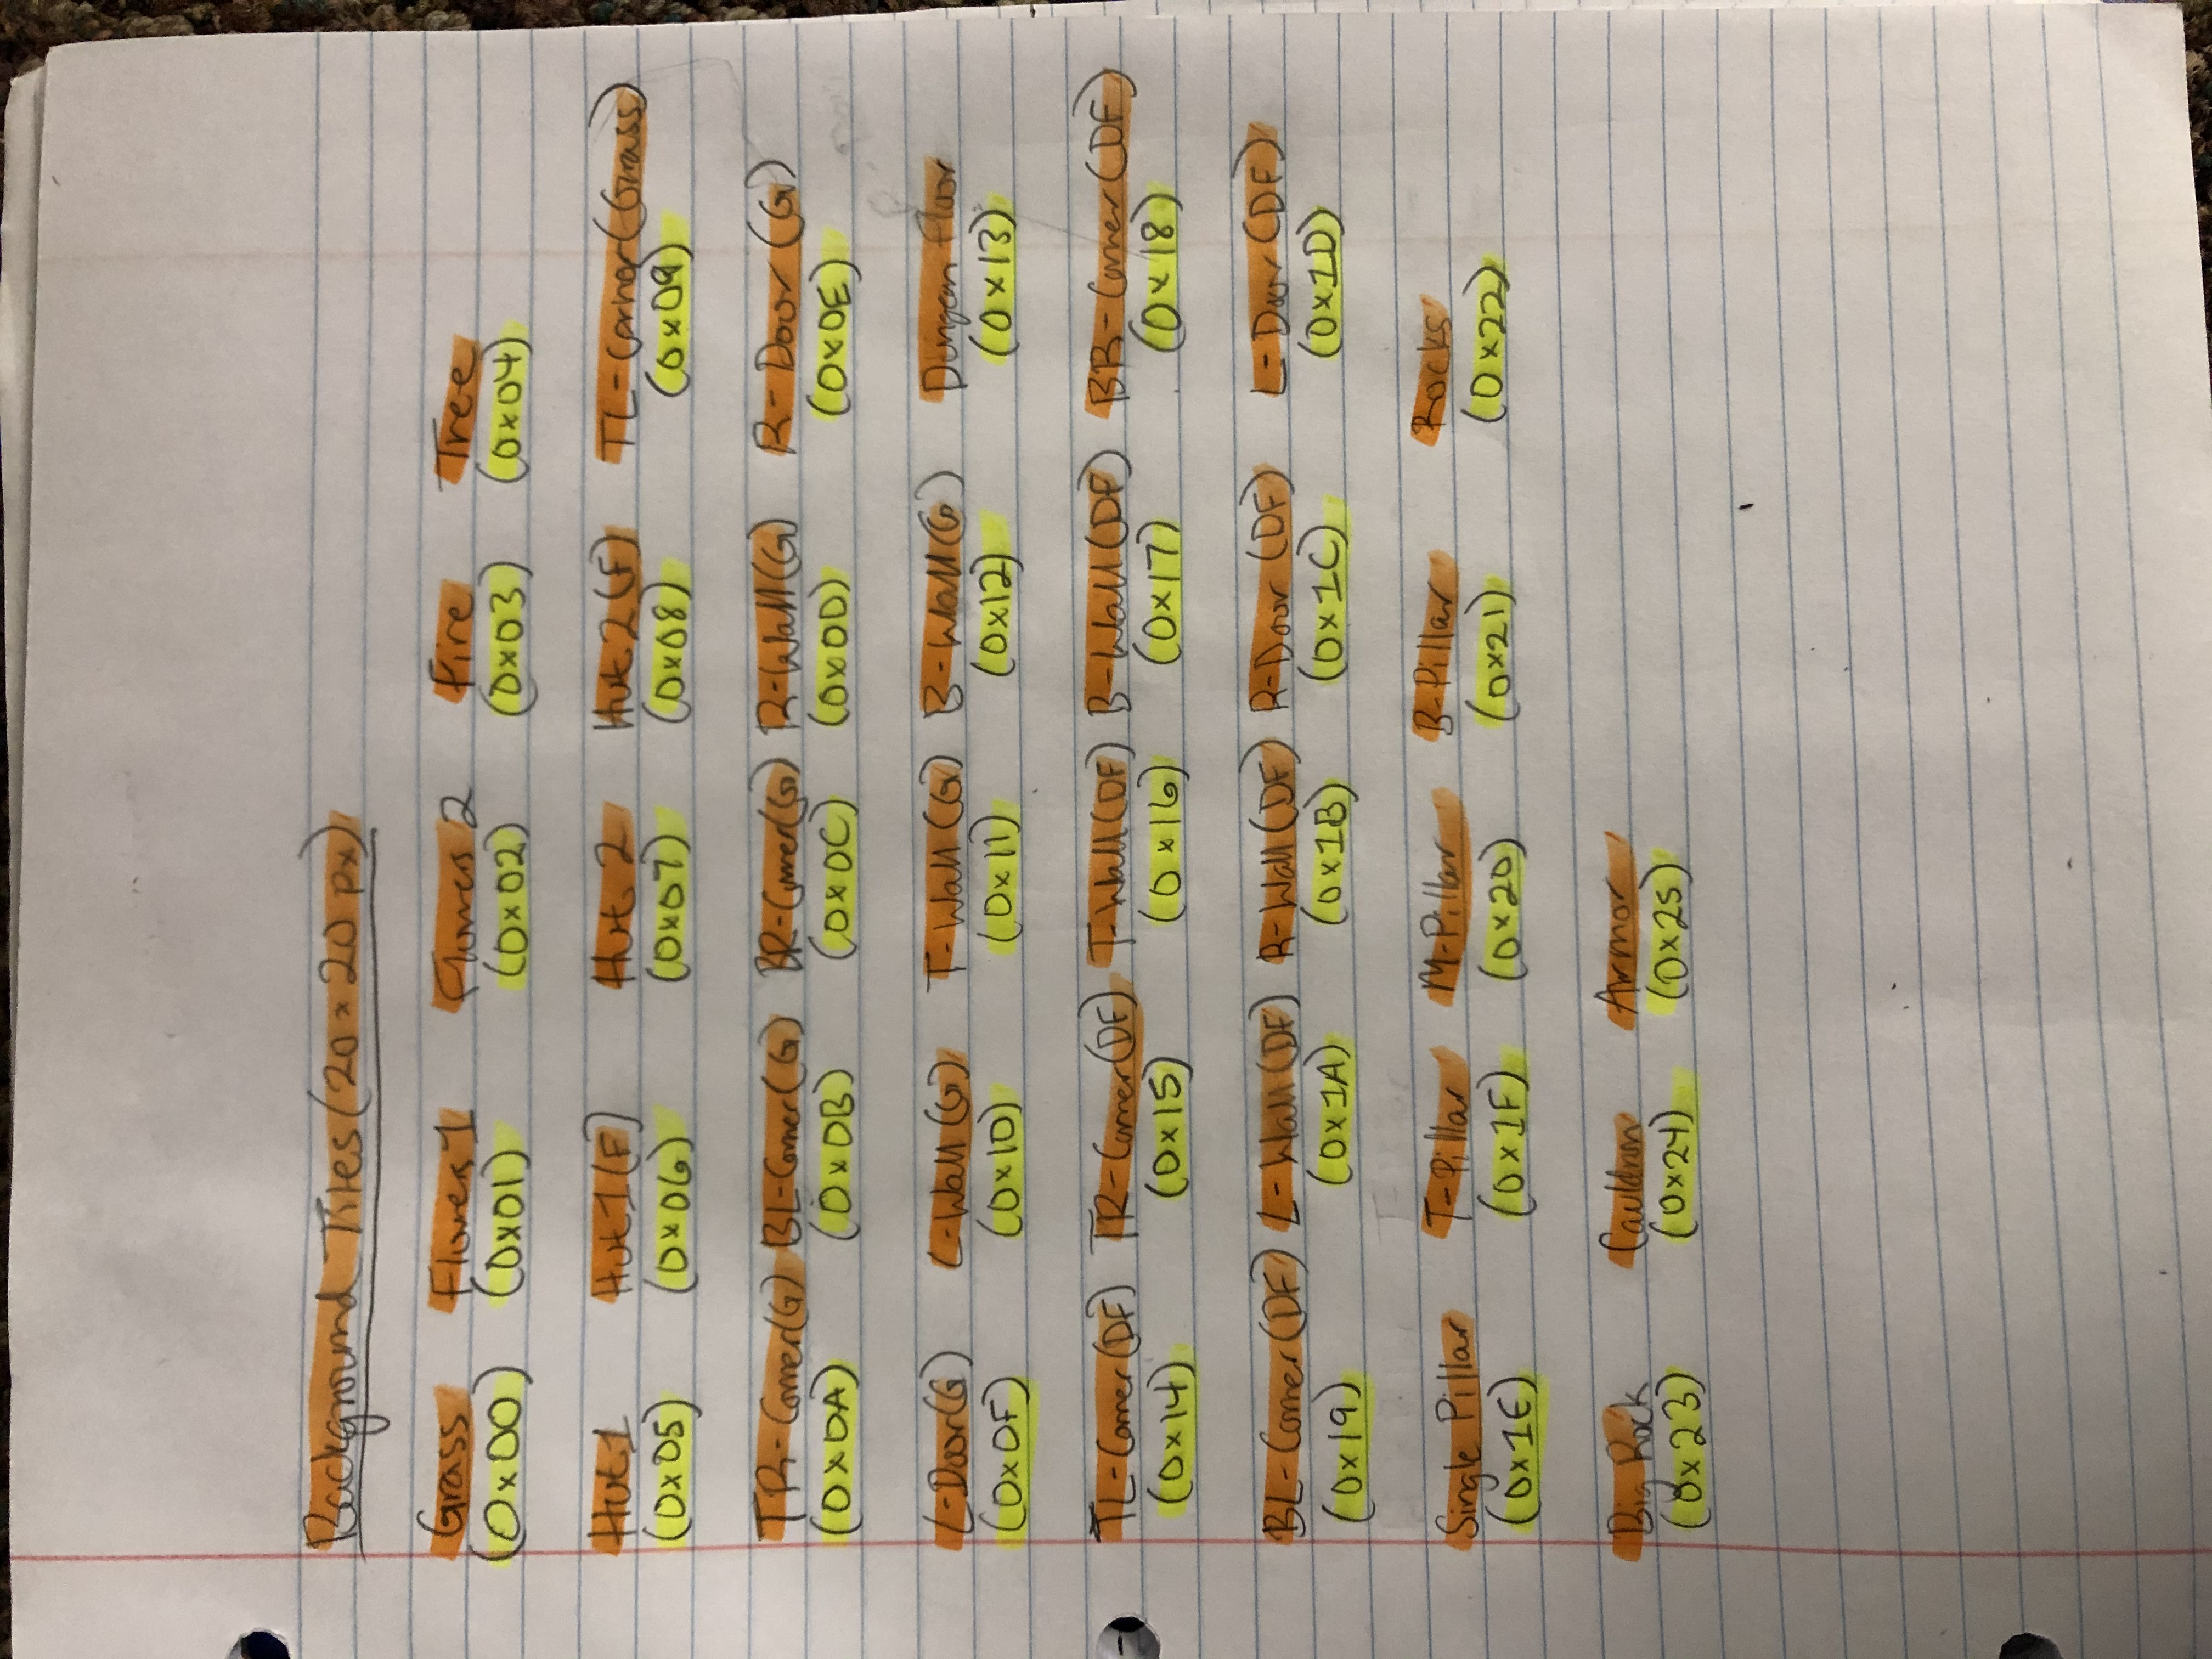 Background Tiles (20 x 20 px)
Grass Flowers 1 Flowers 2 Fire Tree
(0x00) (0x01) (0x02) (0x03) (0x04)
Hut 1 Hut 1 (F) Hut 2 Hut 2 (F) TL-Corner (Grass)
(0x05) (0x06) (0x07) (0x08) (0x09)
TR-Corner (G) BL-Corner (G) BR-Corner (G) R-Wall (G) R-Door (G)
(0x0A) (0x0B) (0x0C) (0x0D) (0x0E)
L-Door (G) L-Wall (G) T-Wall (G) B-Wall (G) Dungeon Floor
(0x0F) (0x10) (0x11) (0x12) (0x13)
TL-Corner (DF) TR-Corner (DF) T-Wall (DF) B-Wall (DF) BR-Corner (DF)
(0x14) (0x15) (0x16) (0x17) (0x18)
BL-Corner (DF) L-Wall (DF) R-Wall (DF) R-Door (DF) L-Door (DF)
(0x19) (0x1A) (0x1B) (0x1C) (0x1D)
Single Pillar T-Pillar M-Pillar B-Pillar Rocks
(0x1E) (0x1F) (0x20) (0x21) (0x22)
Big Rock Cauldron Armor
(0x23) (0x24) (0x25)